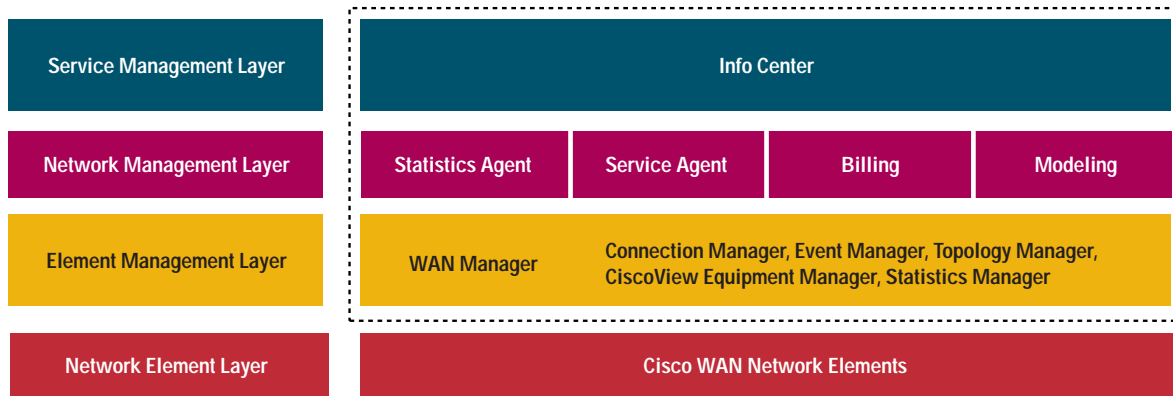 Service Management Layer
Info Center
Network Management Layer
Statistics Agent
Service Agent
Billing
Modeling
Element Management Layer
WAN Manager
Connection Manager, Event Manager, Topology Manager,
CiscoView Equipment Manager, Statistics Manager
Network Element Layer
Cisco WAN Network Elements